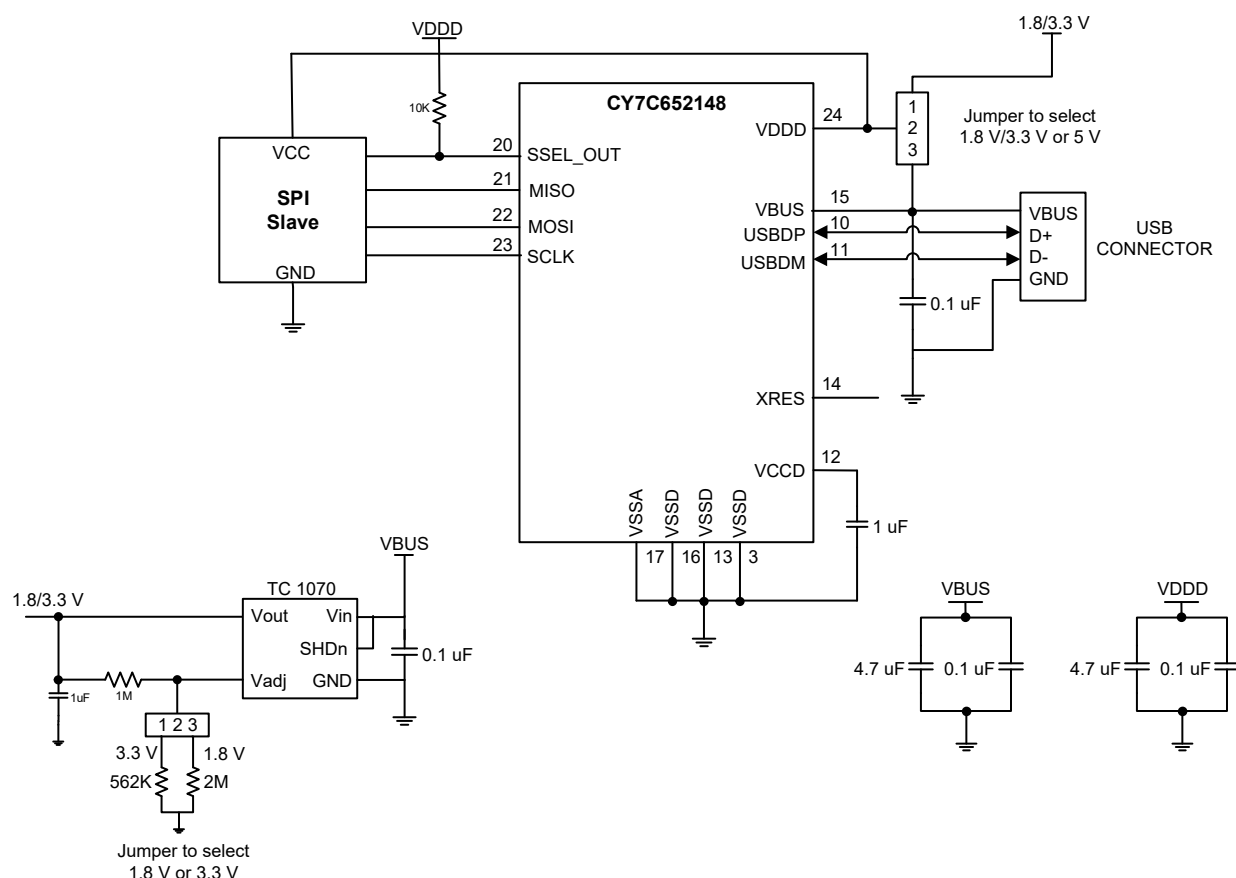 VDDD
1.8/3.3 V
10K
CY7C652148
VCC
SPI
Slave
GND
20
SSEL_OUT
21
MISO
22
MOSI
23
SCLK
24
VDDD
1
2
3
Jumper to select
1.8 V/3.3 V or 5 V
15
VBUS
10
USBDP
11
USBDM
VBUS
D+
D-
GND
USB
CONNECTOR
0.1 uF
14
XRES
12
VCCD
1 uF
VSSA
VSSD
VSSD
VSSD
17
16
13
3
VBUS
TC 1070
1.8/3.3 V
Vout
Vin
SHDn
Vadj
GND
0.1 uF
1uF
1M
1 2 3
3.3 V
1.8 V
562K
2M
Jumper to select
1.8 V or 3.3 V
VBUS
4.7 uF
0.1 uF
VDDD
4.7 uF
0.1 uF